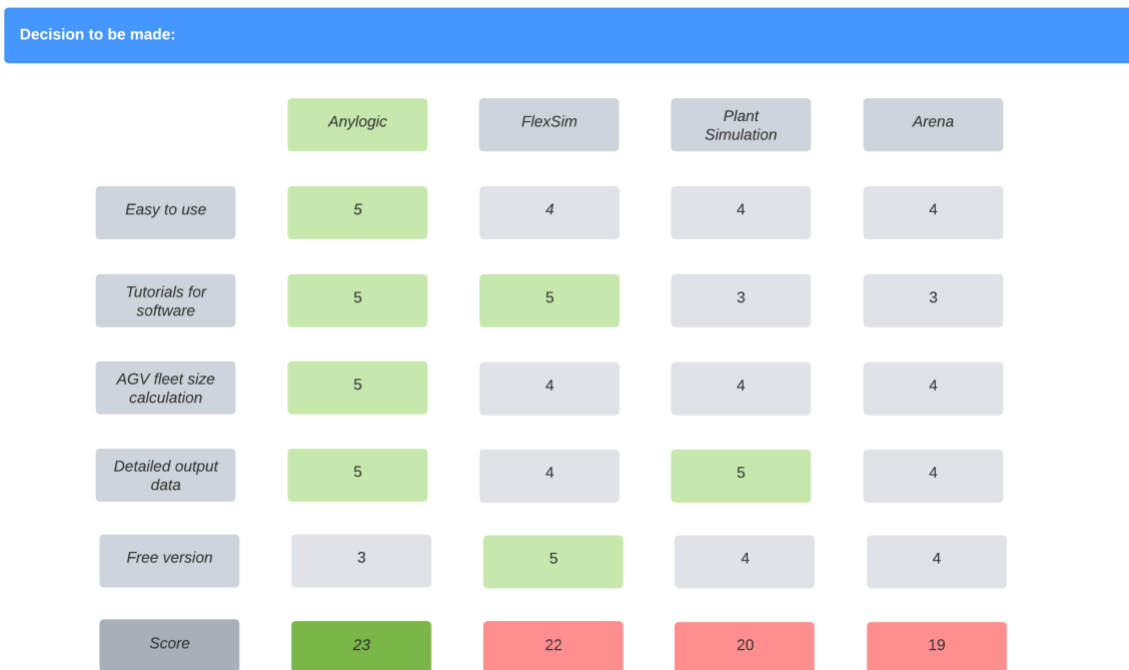 Decision to be made:
Anylogic FlexSim Plant Simulation Arena
Easy to use 5 4 4 4
Tutorials for software 5 5 3 3
AGV fleet size calculation 5 4 4 4
Detailed output data 5 4 5 4
Free version 3 5 4 4
Score 23 22 20 19